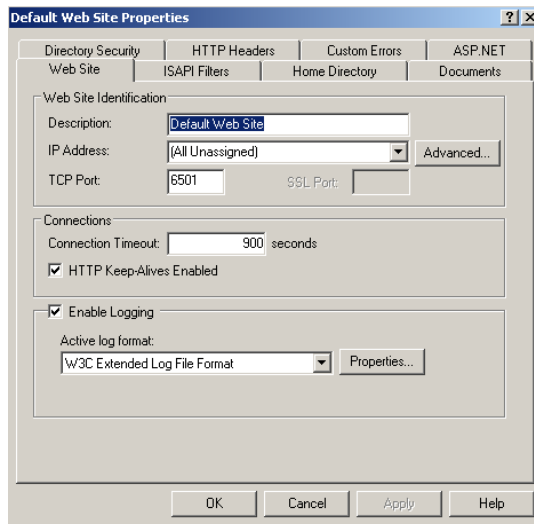 Default Web Site Properties
Directory Security HTTP Headers Custom Errors ASP.NET
Web Site ISAPI Filters Home Directory Documents
Web Site Identification
Description: Default Web Site
IP Address: (All Unassigned) Advanced...
TCP Port: 6501 SSL Port:
Connections
Connection Timeout: 900 seconds
HTTP Keep-Alives Enabled
Enable Logging
Active log format:
W3C Extended Log File Format Properties...
OK Cancel Apply Help